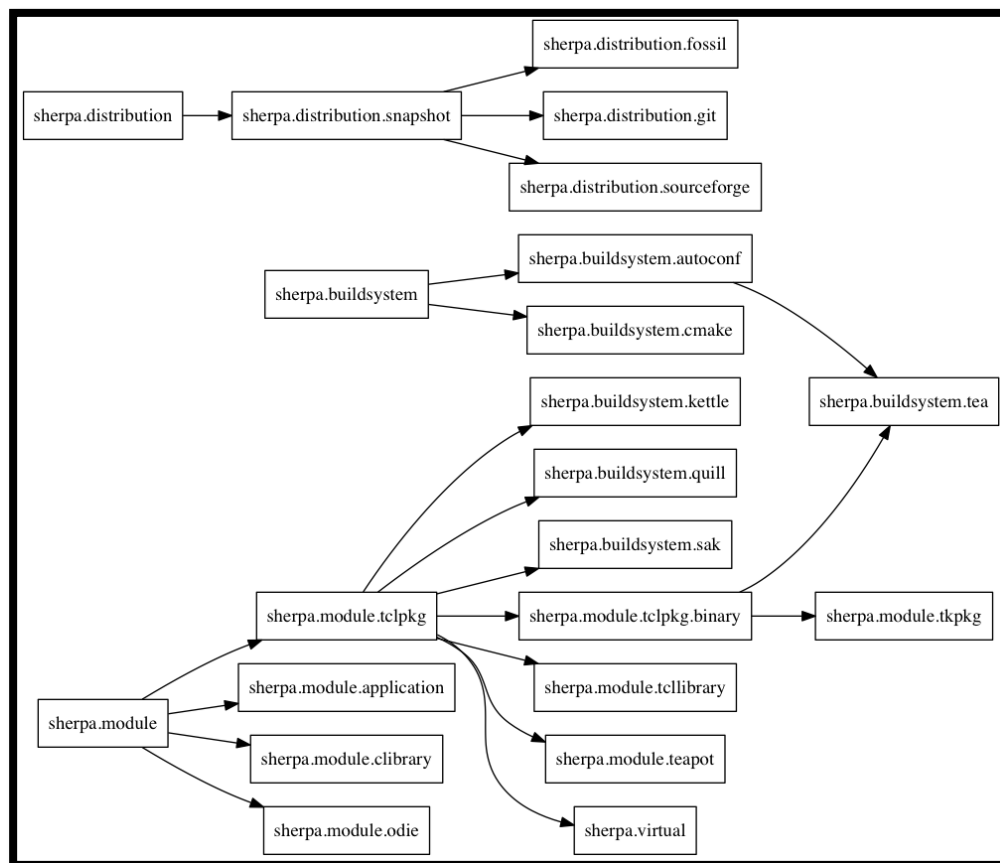 sherpa.distribution.fossil
sherpa.distribution
sherpa.distribution.snapshot
sherpa.distribution.git
sherpa.distribution.sourceforge
sherpa.buildsystem.autoconf
sherpa.buildsystem
sherpa.buildsystem.cmake
sherpa.buildsystem.kettle
sherpa.buildsystem.tea
sherpa.buildsystem.quill
sherpa.buildsystem.sak
sherpa.module.tclpkg
sherpa.module.tclpkg.binary
sherpa.module.tkpkg
sherpa.module.application
sherpa.module.tcllibrary
sherpa.module
sherpa.module.clibrary
sherpa.module.teapot
sherpa.module.odie
sherpa.virtual